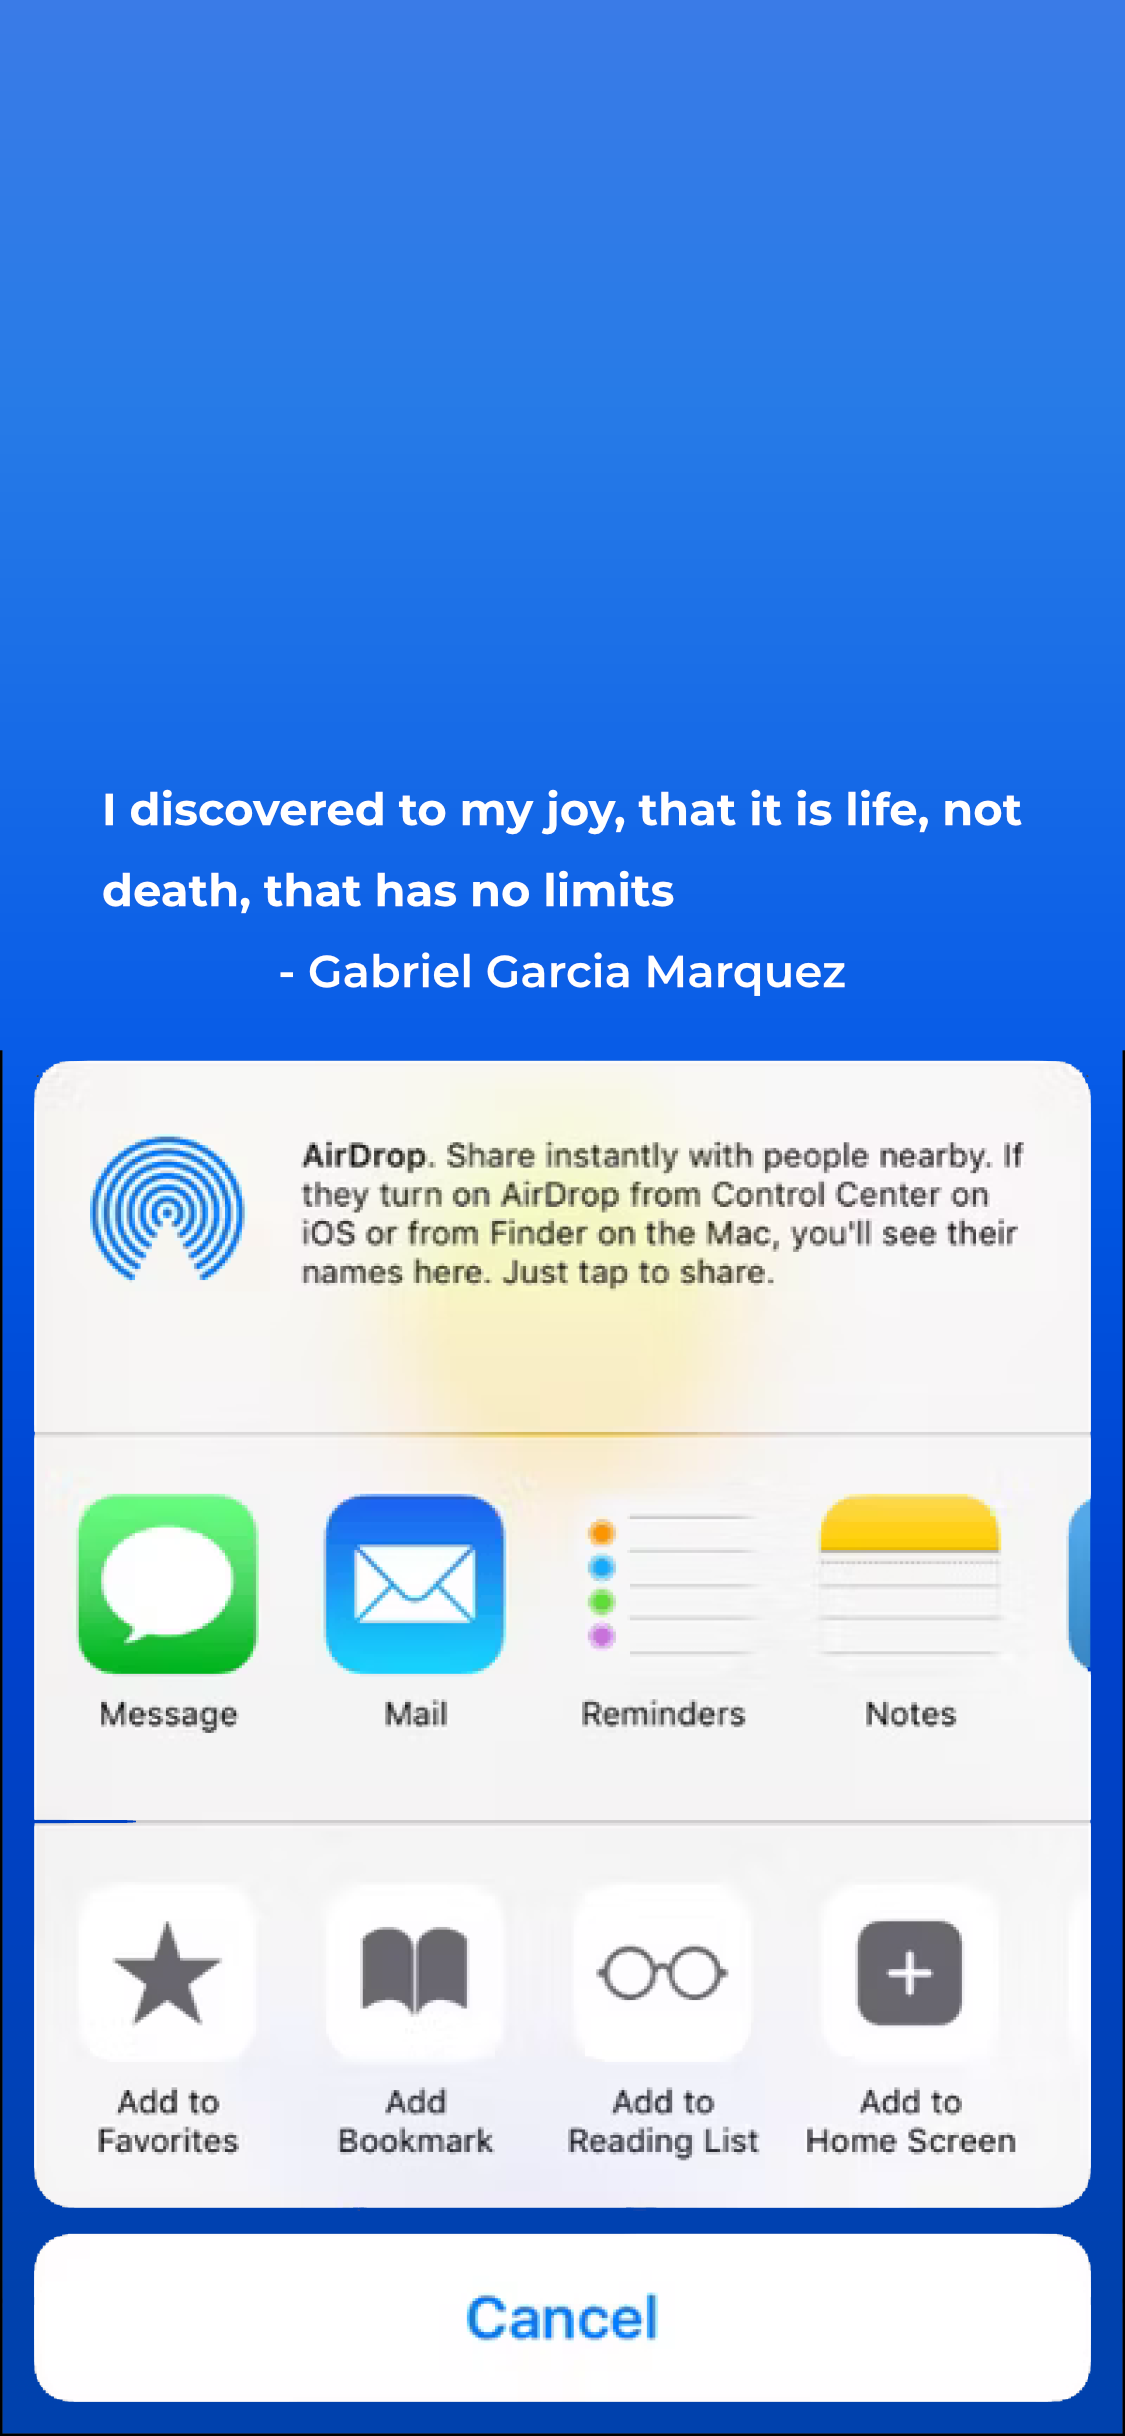 I discovered to my joy, that it is life, not
death, that has no limits
- Gabriel Garcia Marquez
AirDrop. Share instantly with people nearby. If
they turn on AirDrop from Control Center on
iOS or from Finder on the Mac, you'll see their
names here. Just tap to share.
Message Mail Reminders Notes
Add to Add Add to Add to
Favorites Bookmark Reading List Home Screen
Cancel